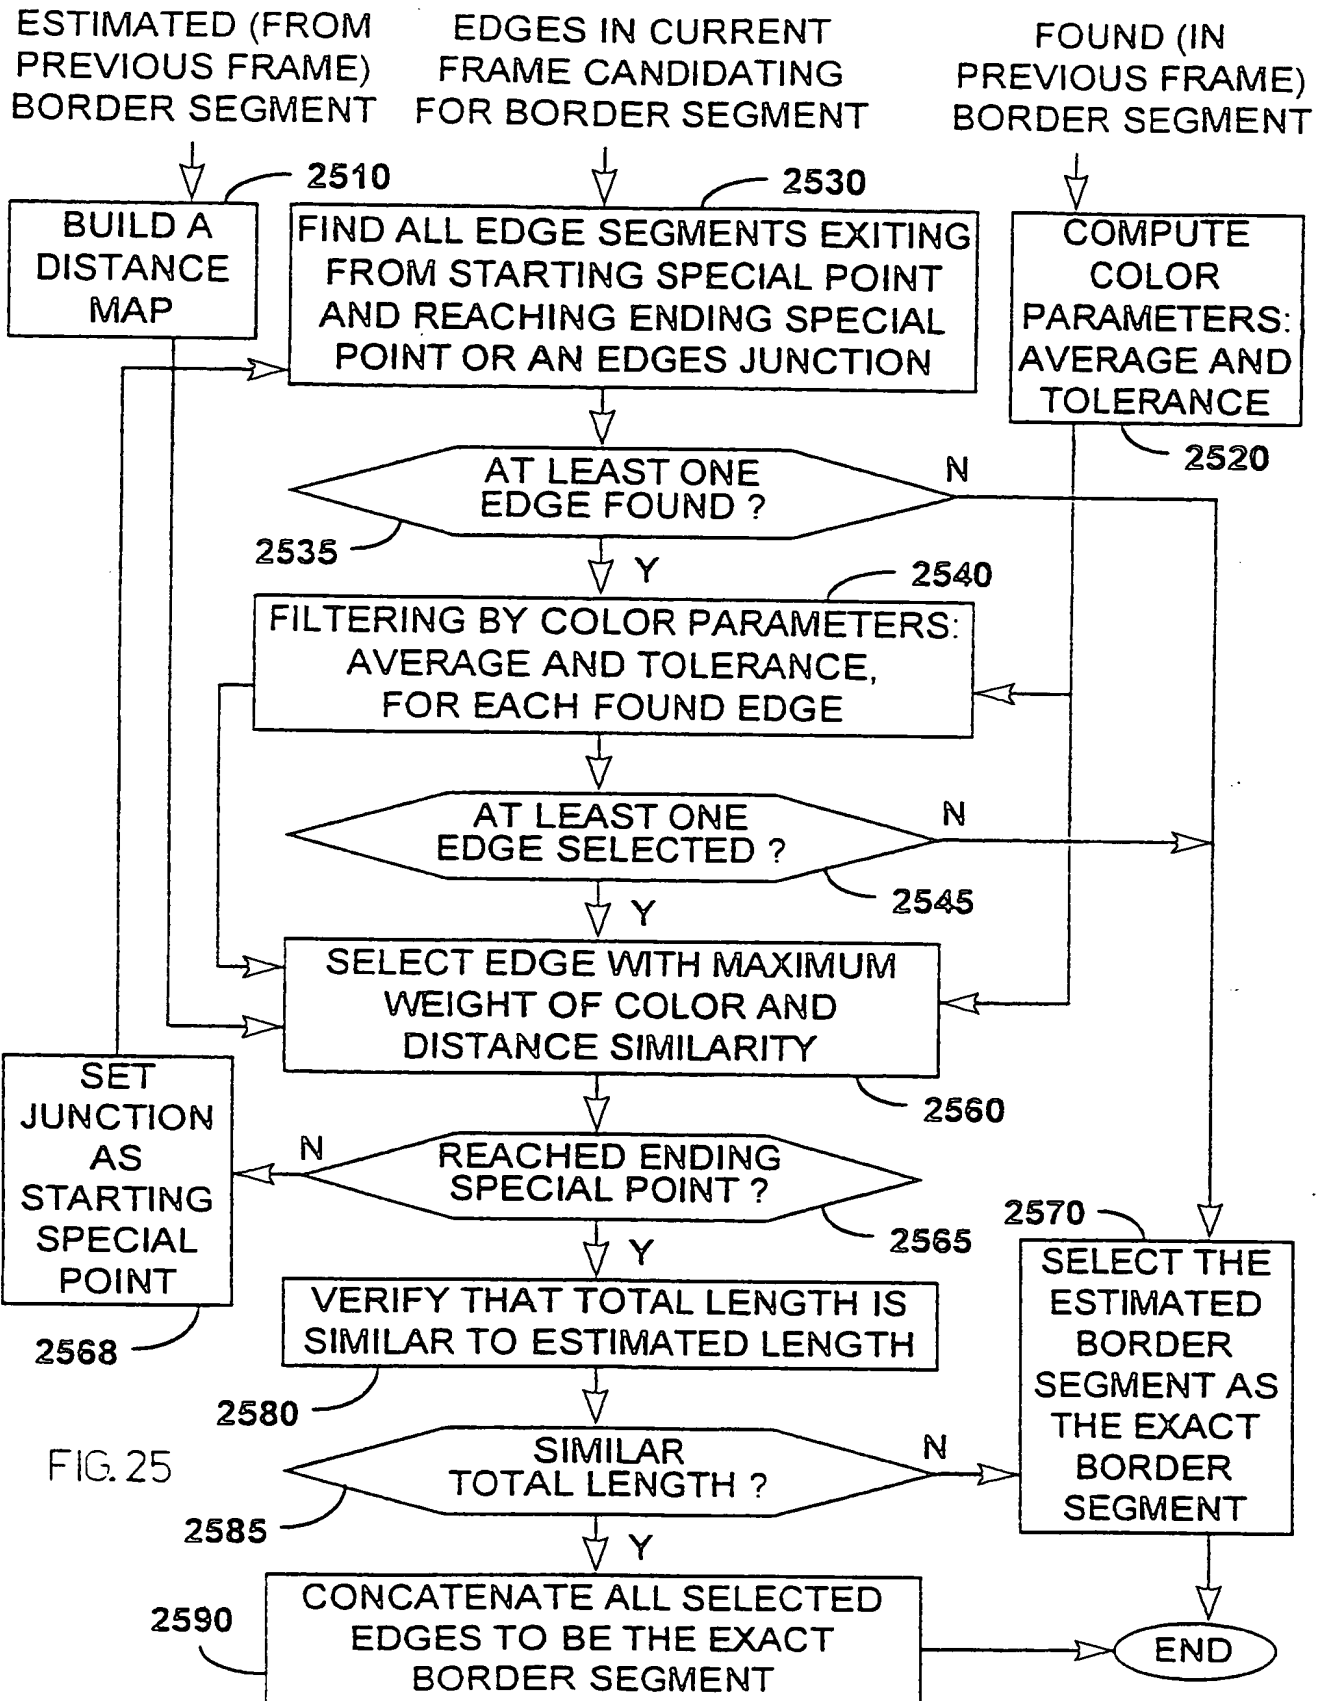 ESTIMATED (FROM
PREVIOUS FRAME)
BORDER SEGMENT
EDGES IN CURRENT
FRAME CANDIDATING
FOR BORDER SEGMENT
FOUND (IN
PREVIOUS FRAME)
BORDER SEGMENT
2510
BUILD A
DISTANCE
MAP
2530
FIND ALL EDGE SEGMENTS EXITING
FROM STARTING SPECIAL POINT
AND REACHING ENDING SPECIAL
POINT OR AN EDGES JUNCTION
COMPUTE
COLOR
PARAMETERS:
AVERAGE AND
TOLERANCE
2520
AT LEAST ONE
EDGE FOUND ?
N
2535
Y
2540
FILTERING BY COLOR PARAMETERS:
AVERAGE AND TOLERANCE,
FOR EACH FOUND EDGE
AT LEAST ONE
EDGE SELECTED ?
N
2545
Y
SELECT EDGE WITH MAXIMUM
WEIGHT OF COLOR AND
DISTANCE SIMILARITY
2560
SET
JUNCTION
AS
STARTING
SPECIAL
POINT
2568
N
REACHED ENDING
SPECIAL POINT ?
2565
Y
2570
SELECT THE
ESTIMATED
BORDER
SEGMENT AS
THE EXACT
BORDER
SEGMENT
VERIFY THAT TOTAL LENGTH IS
SIMILAR TO ESTIMATED LENGTH
2580
FIG. 25
SIMILAR
TOTAL LENGTH ?
N
2585
Y
2590
CONCATENATE ALL SELECTED
EDGES TO BE THE EXACT
BORDER SEGMENT
END